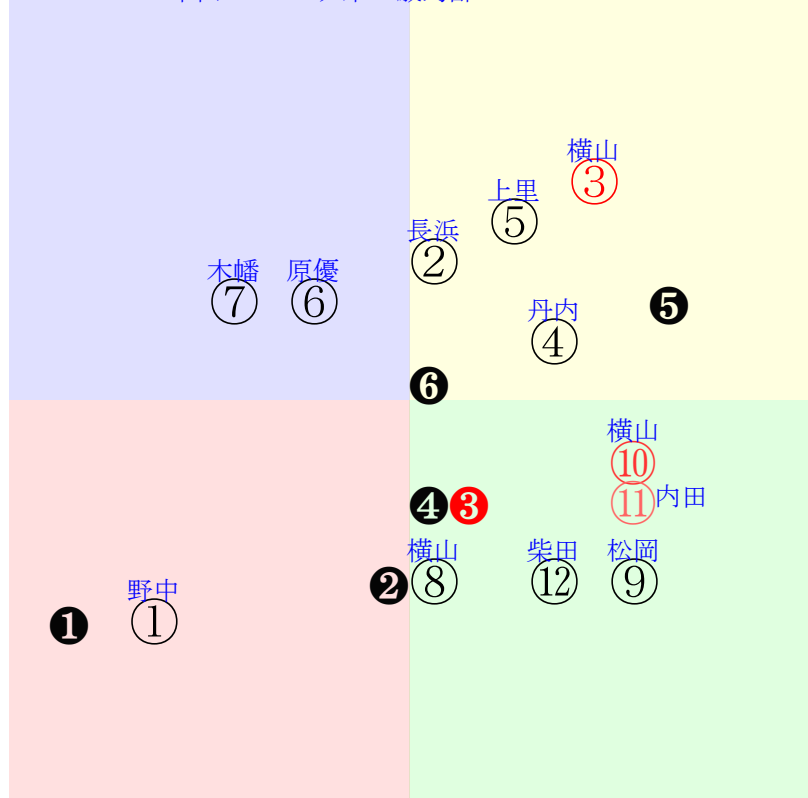 横山
③
上里
⑤
長浜
②
木幡
⑦
原優
⑥
丹内
④
❺
❻
横山
⑩
⑪
内田
❹
❸
横山
⑧
柴田
⑫
松岡
⑨
❷
野中
①
❶